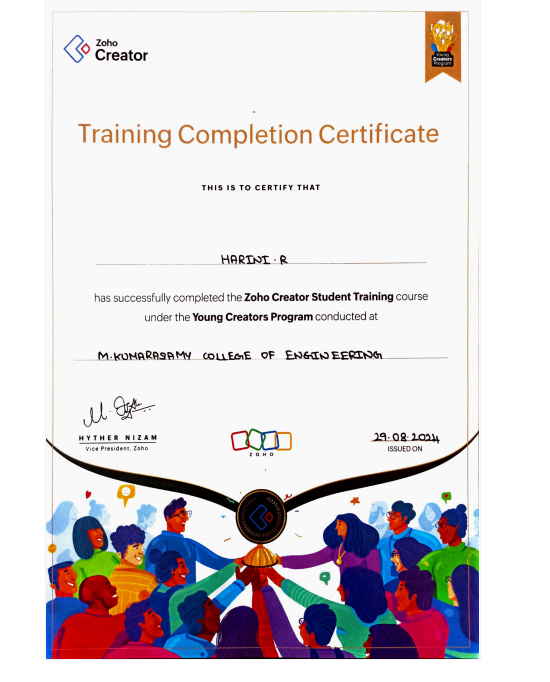 Zoho
Creator
Young
Creators
Program
Training Completion Certificate
THIS IS TO CERTIFY THAT
HARINI. R
has successfully completed the Zoho Creator Student Training course
under the Young Creators Program conducted at
M. KUMARASAMY COLLEGE OF ENGINEERING
HYTHER NIZAM
Vice President, Zoho
ZOHO
29.08.2024
ISSUED ON